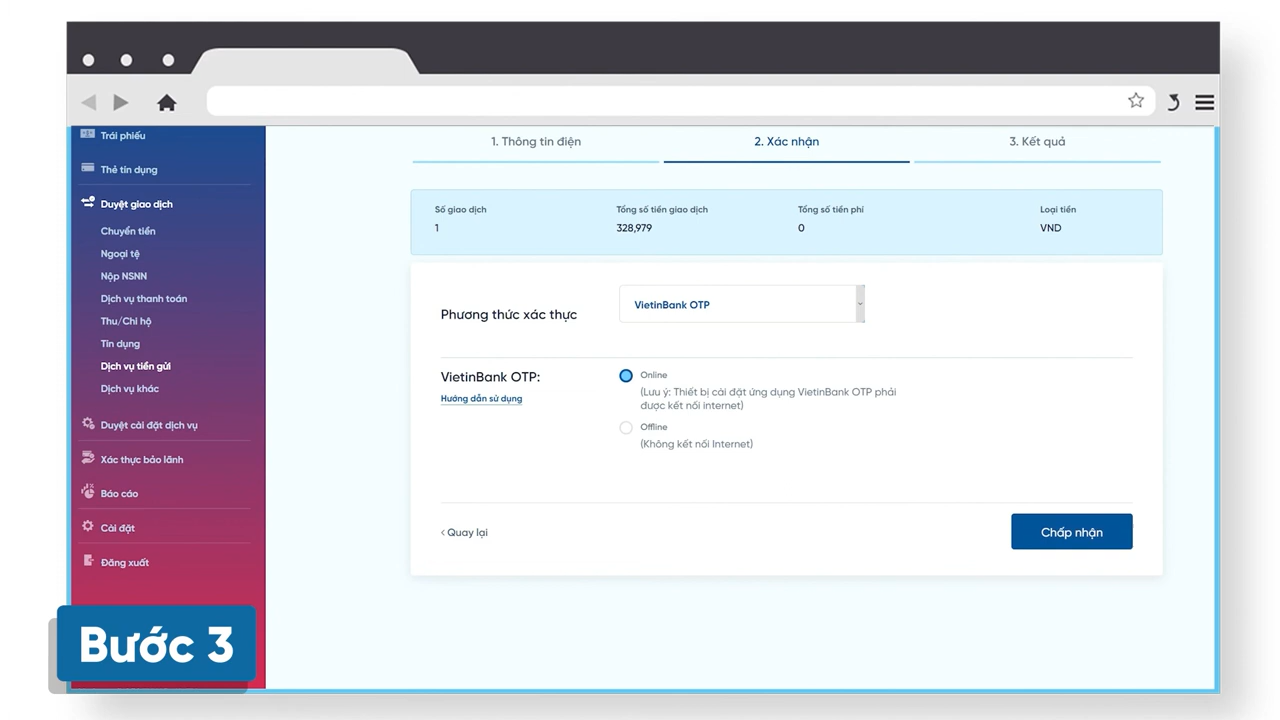 Trái phiếu
Thẻ tín dụng
Duyệt giao dịch
Chuyển tiền
Ngoại tệ
Nộp NSNN
Dịch vụ thanh toán
Thu/Chi hộ
Tín dụng
Dịch vụ tiền gửi
Dịch vụ khác
Duyệt cài đặt dịch vụ
Xác thực bảo lãnh
Báo cáo
Cài đặt
Đăng xuất
Bước 3
1. Thông tin điện
2. Xác nhận
3. Kết quả
Số giao dịch
Tổng số tiền giao dịch
Tổng số tiền phí
Loại tiền
1
328,979
0
VND
Phương thức xác thực
VietinBank OTP
VietinBank OTP:
Hướng dẫn sử dụng
Online
(Lưu ý: Thiết bị cài đặt ứng dụng VietinBank OTP phải
được kết nối internet)
Offline
(Không kết nối Internet)
‹ Quay lại
Chấp nhận